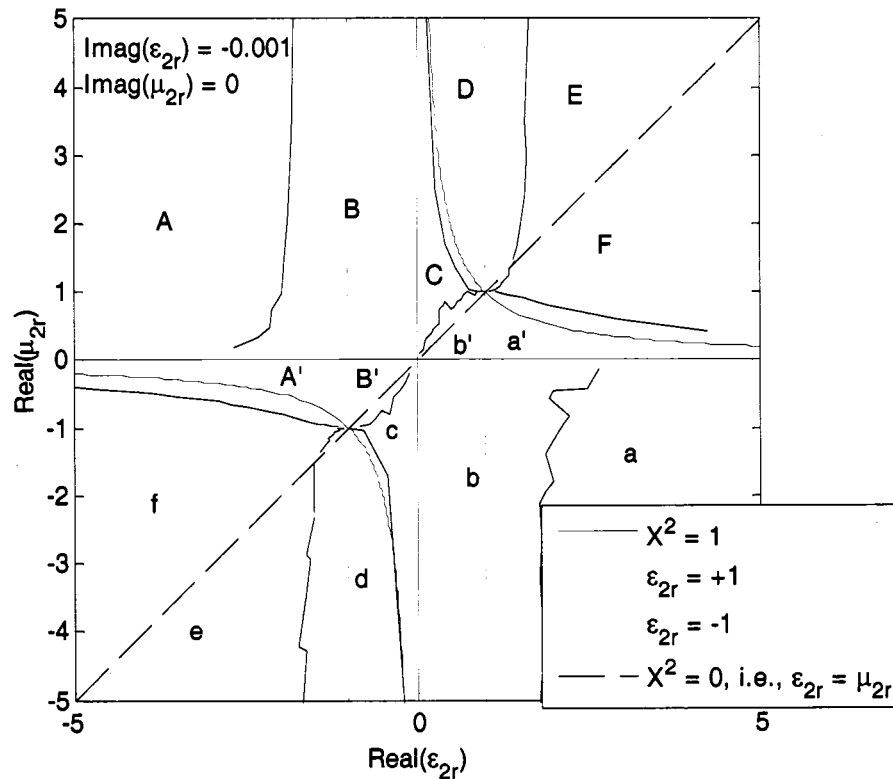 5
Imag(ε₂ᵣ) = -0.001
Imag(μ₂ᵣ) = 0
4
D
E
3
A
B
2
F
C
1
b'
a'
0
A'
B'
-1
c
b
a
-2
f
X² = 1
-3
d
ε₂ᵣ = +1
e
-4
ε₂ᵣ = -1
X² = 0, i.e., ε₂ᵣ = μ₂ᵣ
-5
-5
0
5
Real(μ₂ᵣ)
Real(ε₂ᵣ)